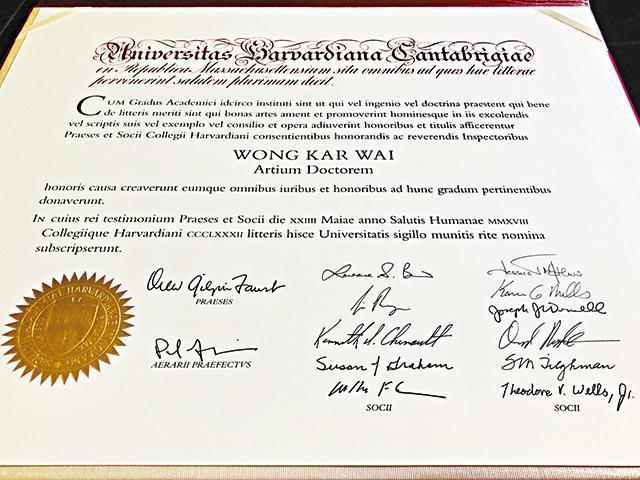 Universitas Harvardiana Cantabrigiae
in Republica Massachusettensium sita omnibus ad quos hae litterae
pervenerint salutem plurimam dicit.
CUM Gradus Academici idcirco instituti sint ut qui vel ingenio vel doctrina praestent qui bene
de litteris meriti sint qui bonas artes ament et promoverint hominesque in iis excolendis
vel scriptis suis vel exemplo vel consilio et opera adiuverint honoribus et titulis afficerentur
Praeses et Socii Collegii Harvardiani consentientibus honorandis ac reverendis Inspectoribus
WONG KAR WAI
Artium Doctorem
honoris causa creaverunt eumque omnibus iuribus et honoribus ad hunc gradum pertinentibus
donaverunt.
IN cuius rei testimonium Praeses et Socii die XXIIII Maiae anno Salutis Humanae MMXVIII
Collegiique Harvardiani CCCLXXXII litteris hisce Universitatis sigillo munitis rite nomina
subscripserunt.
Drew Gilpin Faust
PRAESES
AERARII PRAEFECTVS
Kenneth I. Chenault
Susan L Graham
SOCII
Karen G Mills
Joseph J O'Donnell
SM Tilghman
Theodore V. Wells, Jr.
SOCII